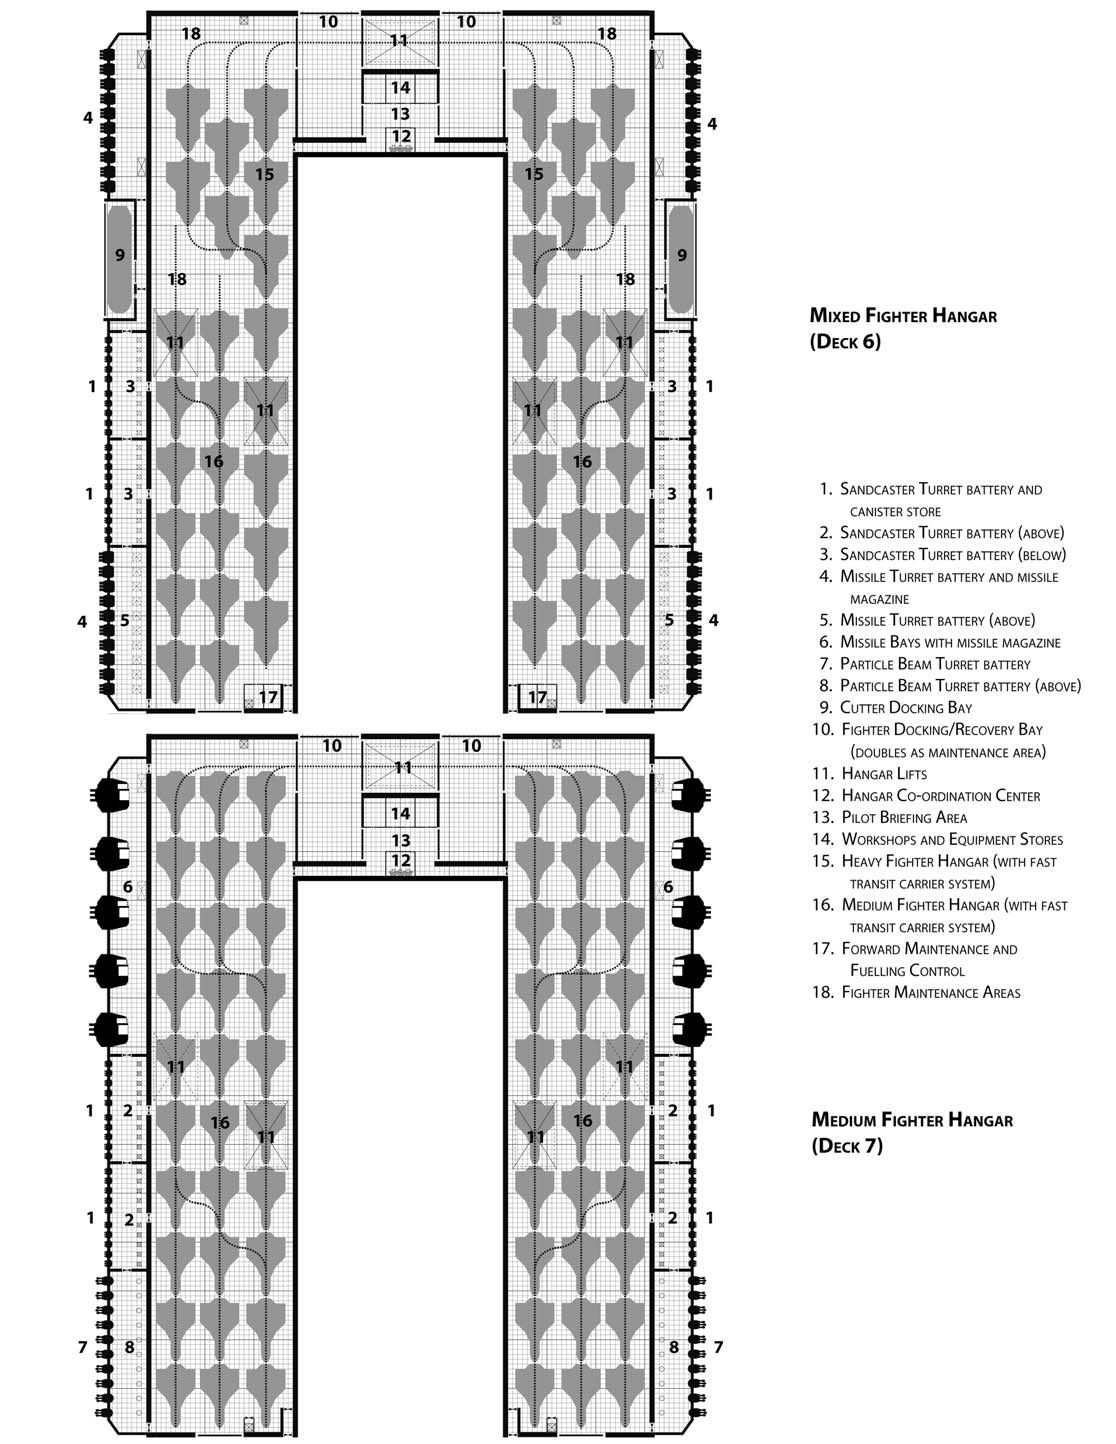 10
10
18
18
11
14
4
13
4
12
15
15
9
9
18
18
11
11
1
3
3
1
11
11
16
16
1
3
3
1
4
5
5
4
17
17
Mixed Fighter Hangar
(Deck 6)
1. Sandcaster Turret battery and
canister store
2. Sandcaster Turret battery (above)
3. Sandcaster Turret battery (below)
4. Missile Turret battery and missile
magazine
5. Missile Turret battery (above)
6. Missile Bays with missile magazine
7. Particle Beam Turret battery
8. Particle Beam Turret battery (above)
9. Cutter Docking Bay
10. Fighter Docking/Recovery Bay
(doubles as maintenance area)
11. Hangar Lifts
12. Hangar Co-ordination Center
13. Pilot Briefing Area
14. Workshops and Equipment Stores
15. Heavy Fighter Hangar (with fast
transit carrier system)
16. Medium Fighter Hangar (with fast
transit carrier system)
17. Forward Maintenance and
Fuelling Control
18. Fighter Maintenance Areas
10
10
11
14
13
12
6
6
11
11
1
2
2
1
16
16
11
11
1
2
2
1
7
8
8
7
Medium Fighter Hangar
(Deck 7)